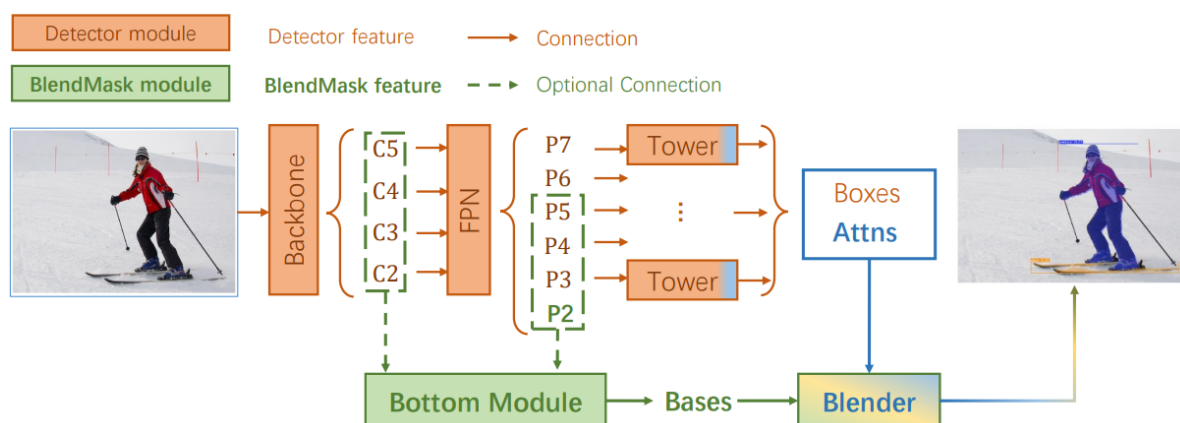 Detector module Detector feature Connection
BlendMask module BlendMask feature Optional Connection
Backbone
C5
C4
C3
C2
FPN
P7
P6
P5
P4
P3
P2
Tower
...
Tower
Boxes
Attns
Bottom Module
Bases
Blender